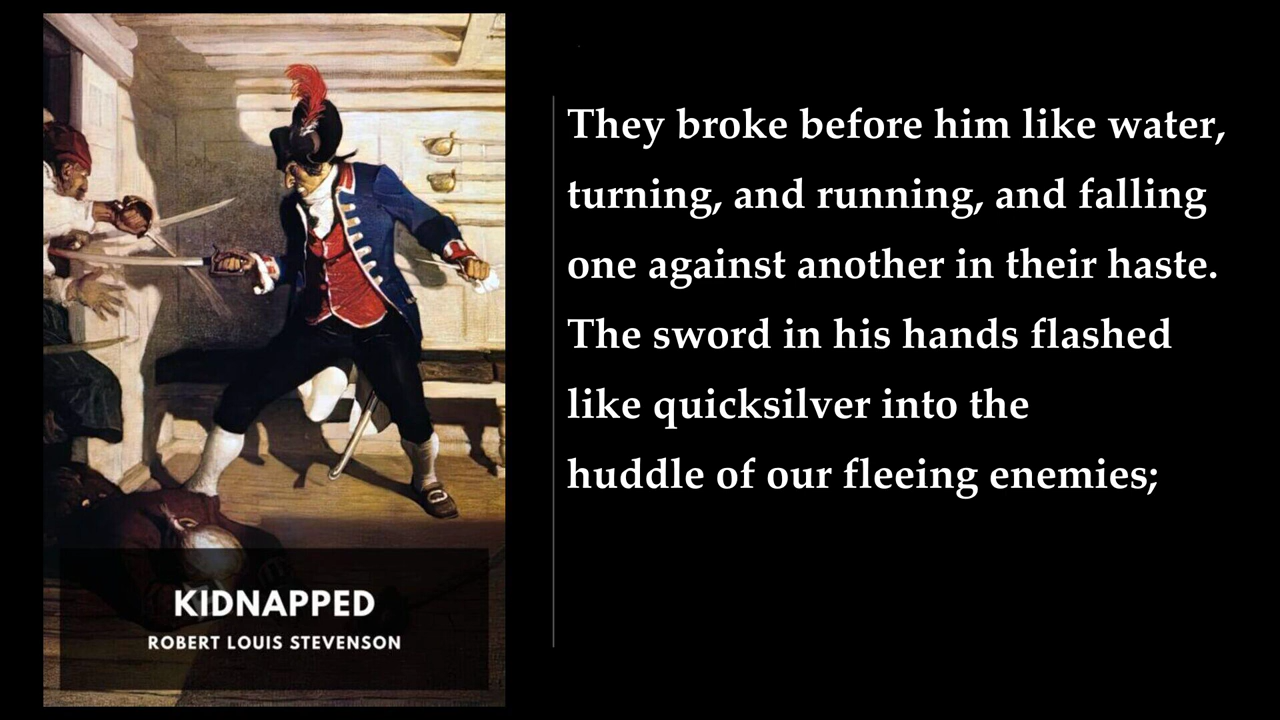 KIDNAPPED
ROBERT LOUIS STEVENSON
They broke before him like water,
turning, and running, and falling
one against another in their haste.
The sword in his hands flashed
like quicksilver into the
huddle of our fleeing enemies;